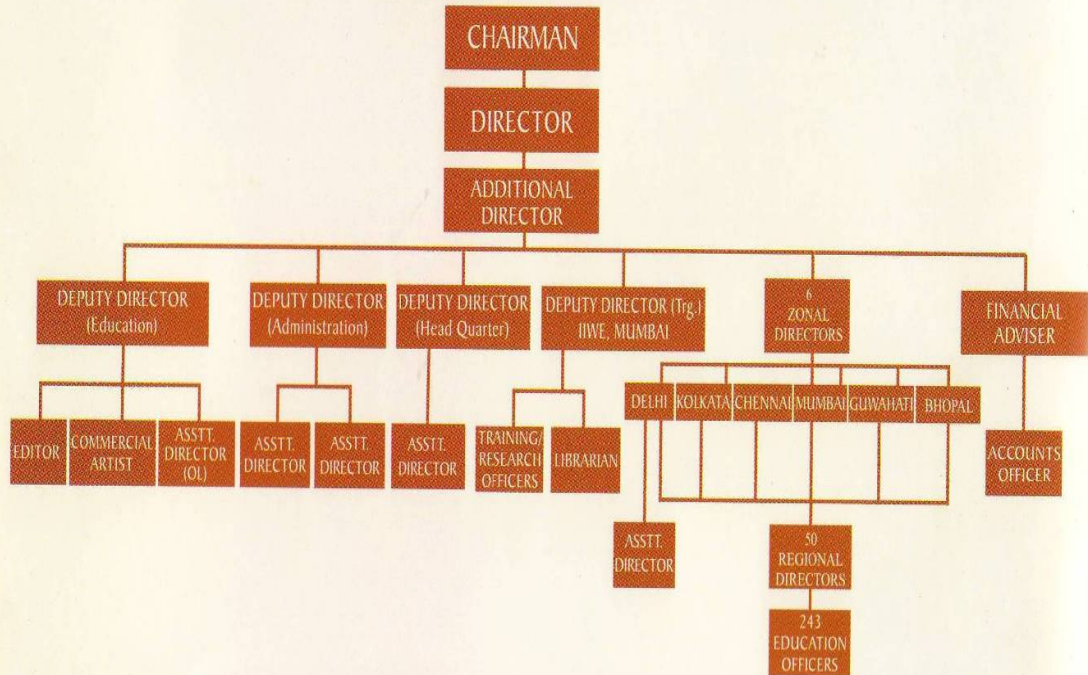 CHAIRMAN
DIRECTOR
ADDITIONAL
DIRECTOR
DEPUTY DIRECTOR
(Education)
DEPUTY DIRECTOR
(Administration)
DEPUTY DIRECTOR
(Head Quarter)
DEPUTY DIRECTOR (Trg.)
IIWE, MUMBAI
6
ZONAL
DIRECTORS
FINANCIAL
ADVISER
EDITOR
COMMERCIAL
ARTIST
ASSTT.
DIRECTOR
(OL)
ASSTT.
DIRECTOR
ASSTT.
DIRECTOR
ASSTT.
DIRECTOR
TRAINING/
RESEARCH
OFFICERS
LIBRARIAN
DELHI
KOLKATA
CHENNAI
MUMBAI
GUWAHATI
BHOPAL
ACCOUNTS
OFFICER
ASSTT.
DIRECTOR
50
REGIONAL
DIRECTORS
243
EDUCATION
OFFICERS